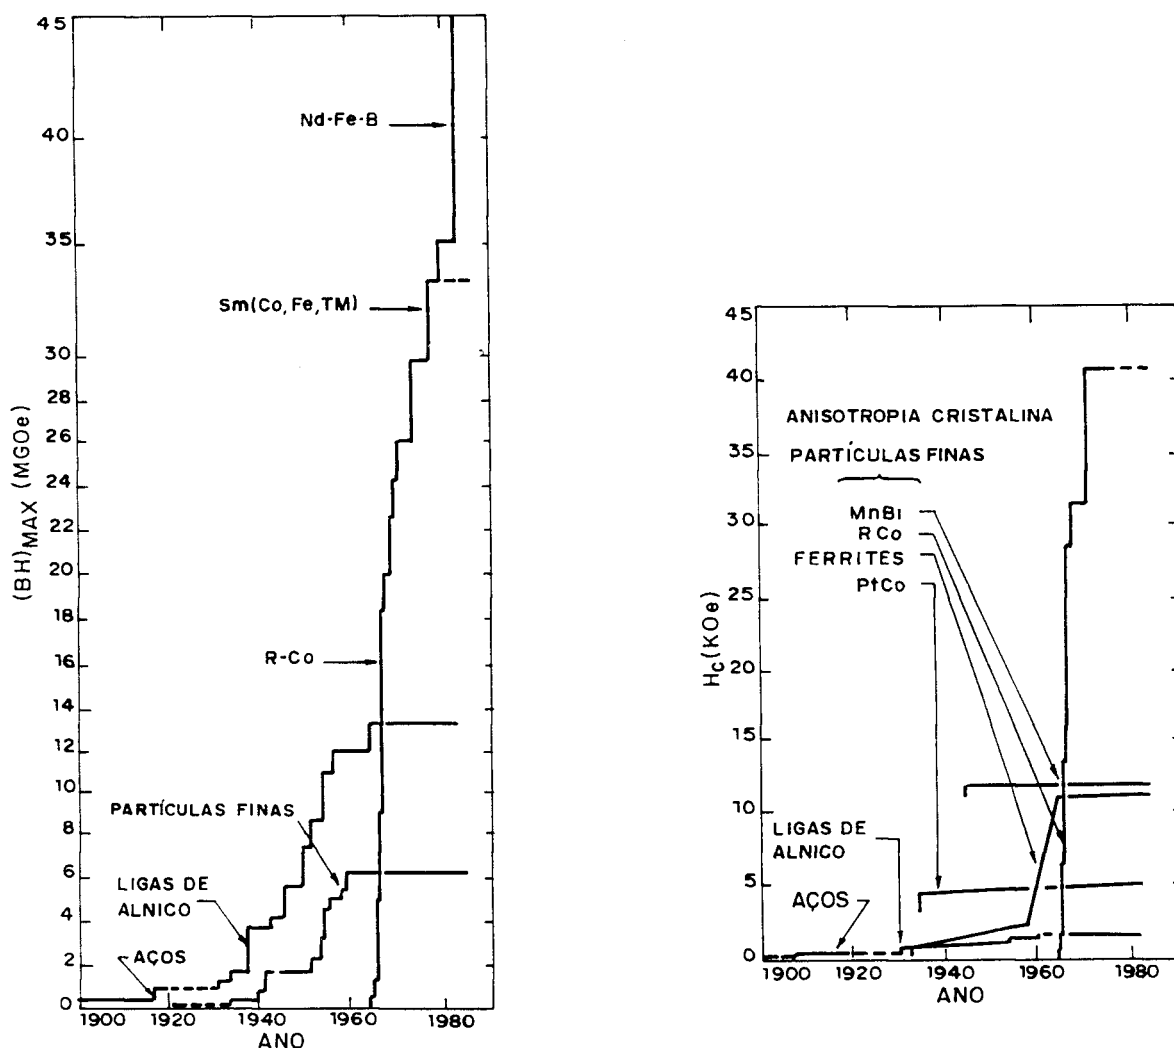 45
40
35
30
28
26
24
22
20
18
16
14
12
10
8
6
4
2
0
(BH)MAX (MGOe)
Nd-Fe-B
Sm(Co,Fe,TM)
R-Co
PARTÍCULAS FINAS
LIGAS DE
ALNICO
AÇOS
1900 1920 1940 1960 1980
ANO
45
40
35
30
25
20
15
10
5
0
Hc(KOe)
ANISOTROPIA CRISTALINA
PARTÍCULAS FINAS
MnBi
RCo
FERRITES
PtCo
LIGAS DE
ALNICO
AÇOS
1900 1920 1940 1960 1980
ANO